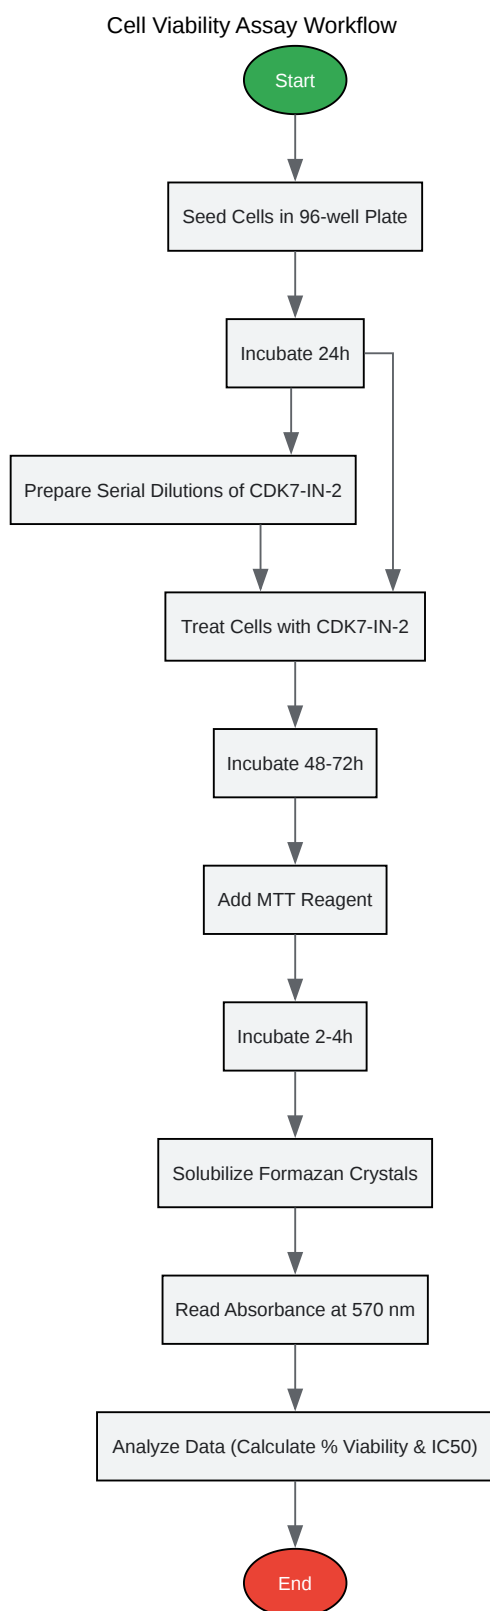 Cell Viability Assay Workflow
Start
Seed Cells in 96-well Plate
Incubate 24h
Prepare Serial Dilutions of CDK7-IN-2
Treat Cells with CDK7-IN-2
Incubate 48-72h
Add MTT Reagent
Incubate 2-4h
Solubilize Formazan Crystals
Read Absorbance at 570 nm
Analyze Data (Calculate % Viability & IC50)
End